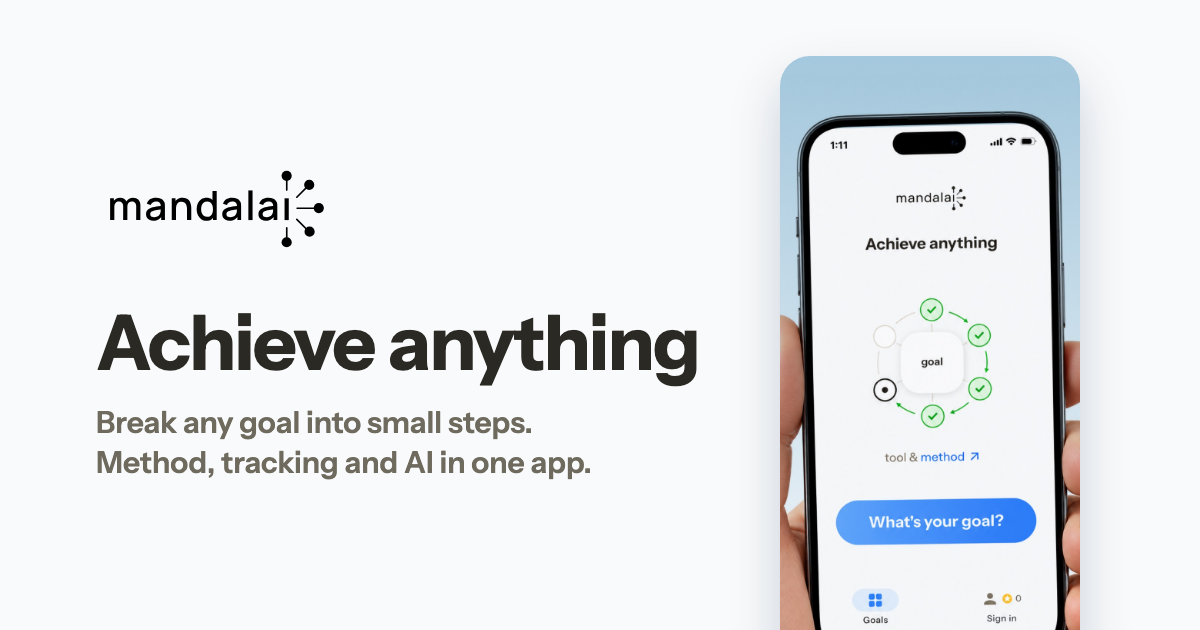 mandalai
Achieve anything
Break any goal into small steps.
Method, tracking and AI in one app.
1:11
mandalai
Achieve anything
goal
tool & method ↗
What's your goal?
0
Goals
Sign in